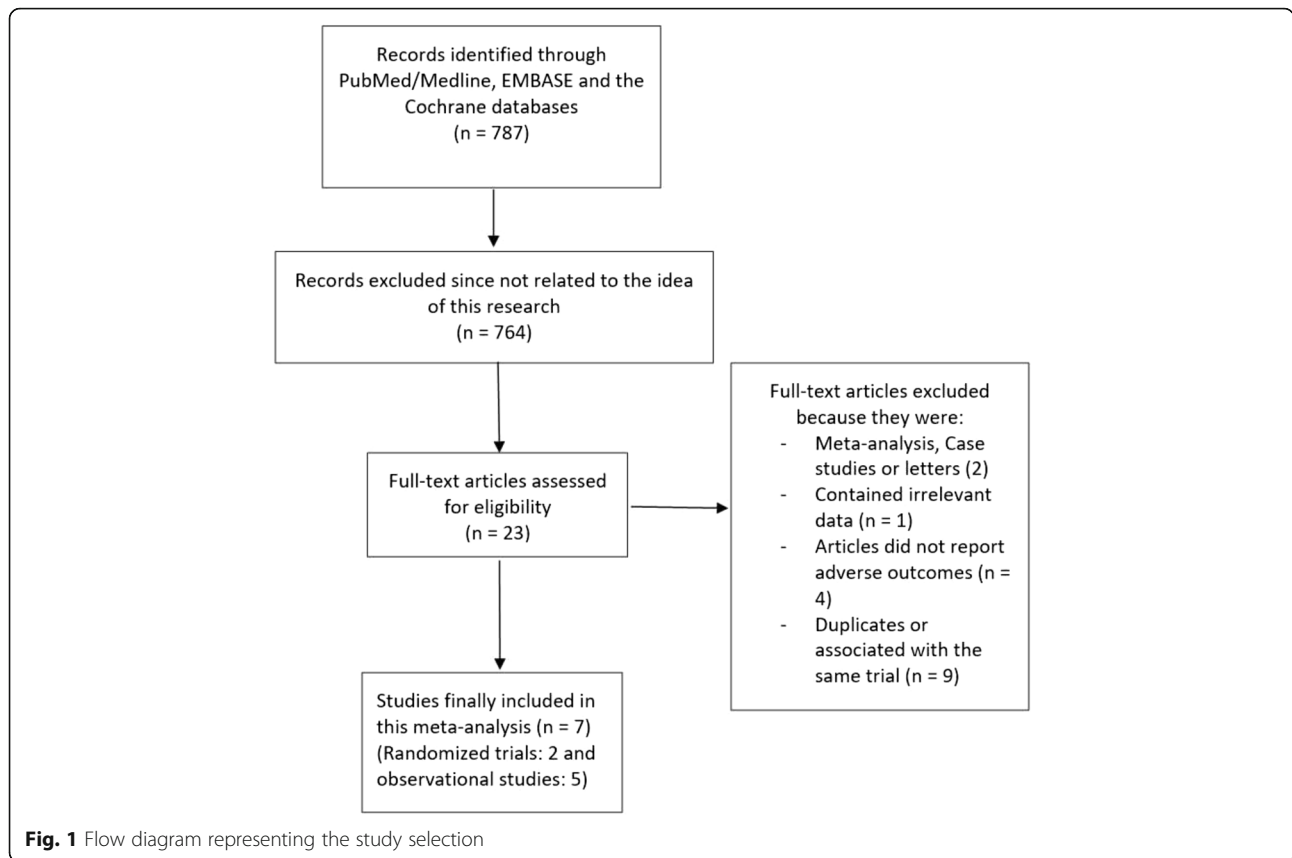 Records identified through
PubMed/Medline, EMBASE and the
Cochrane databases
(n = 787)
Records excluded since not related to the idea
of this research
(n = 764)
Full-text articles assessed
for eligibility
(n = 23)
Full-text articles excluded
because they were:
- Meta-analysis, Case
studies or letters (2)
- Contained irrelevant
data (n = 1)
- Articles did not report
adverse outcomes (n =
4)
- Duplicates or
associated with the
same trial (n = 9)
Studies finally included in
this meta-analysis (n = 7)
(Randomized trials: 2 and
observational studies: 5)
Fig. 1 Flow diagram representing the study selection